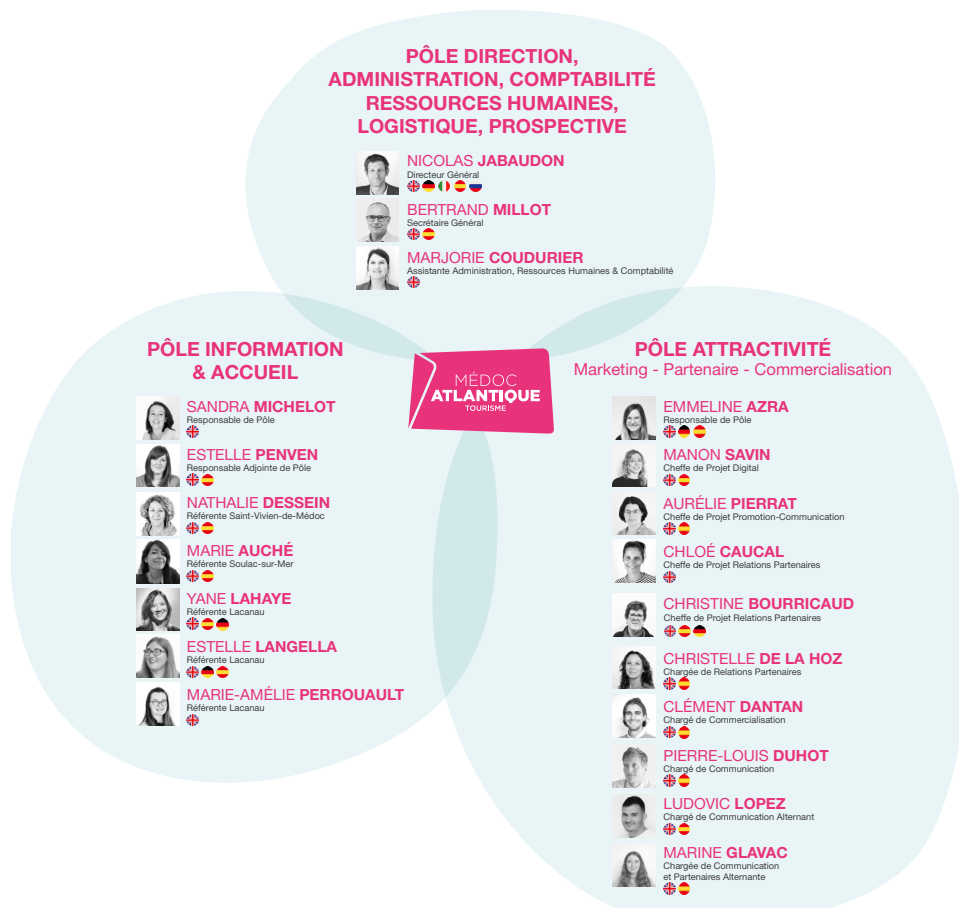 PÔLE DIRECTION,
ADMINISTRATION, COMPTABILITÉ
RESSOURCES HUMAINES,
LOGISTIQUE, PROSPECTIVE
NICOLAS JABAUDON
Directeur Général
BERTRAND MILLOT
Secrétaire Général
MARJORIE COUDURIER
Assistante Administration, Ressources Humaines & Comptabilité
PÔLE INFORMATION
& ACCUEIL
SANDRA MICHELOT
Responsable de Pôle
ESTELLE PENVEN
Responsable Adjointe de Pôle
NATHALIE DESSEIN
Référente Saint-Vivien-de-Médoc
MARIE AUCHÉ
Référente Soulac-sur-Mer
YANE LAHAYE
Référente Lacanau
ESTELLE LANGELLA
Référente Lacanau
MARIE-AMÉLIE PERROUAULT
Référente Lacanau
MÉDOC
ATLANTIQUE
TOURISME
PÔLE ATTRACTIVITÉ
Marketing - Partenaire - Commercialisation
EMMELINE AZRA
Responsable de Pôle
MANON SAVIN
Cheffe de Projet Digital
AURÉLIE PIERRAT
Cheffe de Projet Promotion-Communication
CHLOÉ CAUCAL
Cheffe de Projet Relations Partenaires
CHRISTINE BOURRICAUD
Cheffe de Projet Relations Partenaires
CHRISTELLE DE LA HOZ
Chargée de Relations Partenaires
CLÉMENT DANTAN
Chargé de Commercialisation
PIERRE-LOUIS DUHOT
Chargé de Communication
LUDOVIC LOPEZ
Chargé de Communication Alternant
MARINE GLAVAC
Chargée de Communication
et Partenaires Alternante